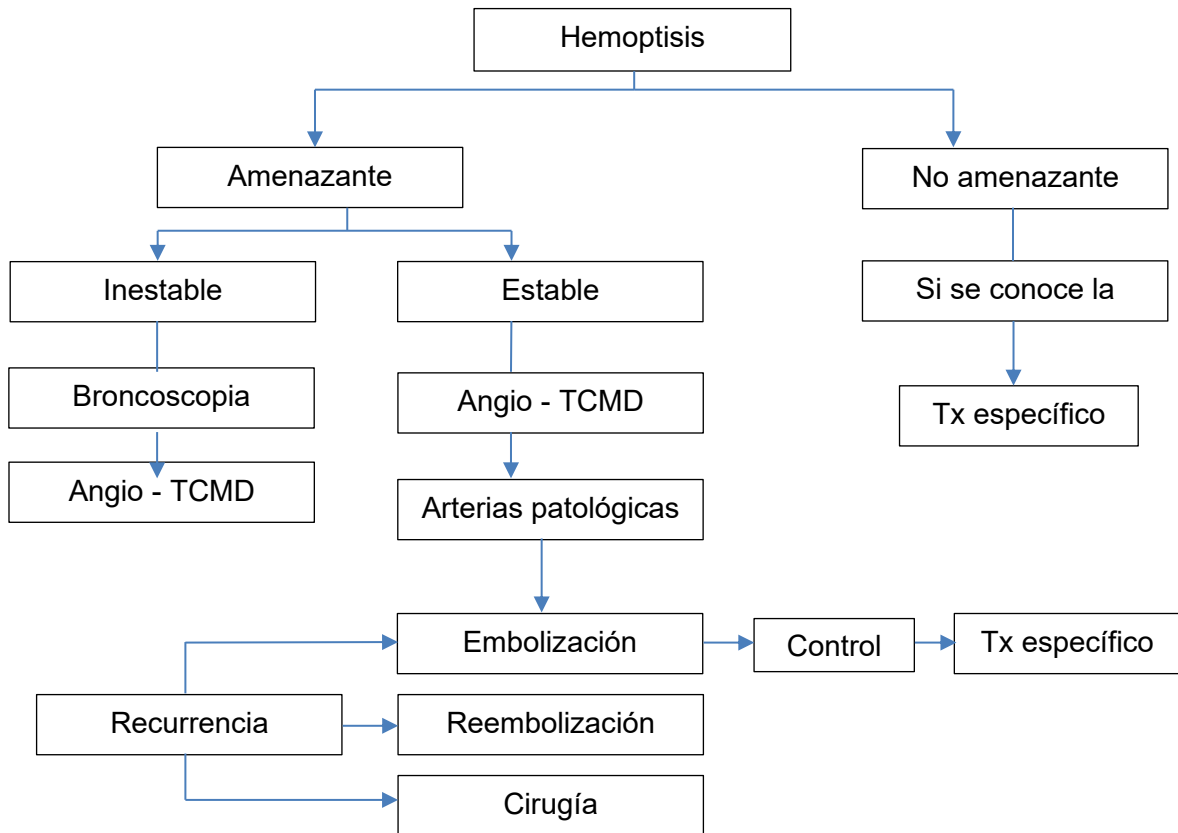 Hemoptisis
Amenazante
No amenazante
Inestable
Estable
Si se conoce la
Broncoscopia
Angio - TCMD
Tx específico
Angio - TCMD
Arterias patológicas
Embolización
Control
Tx específico
Recurrencia
Reembolización
Cirugía